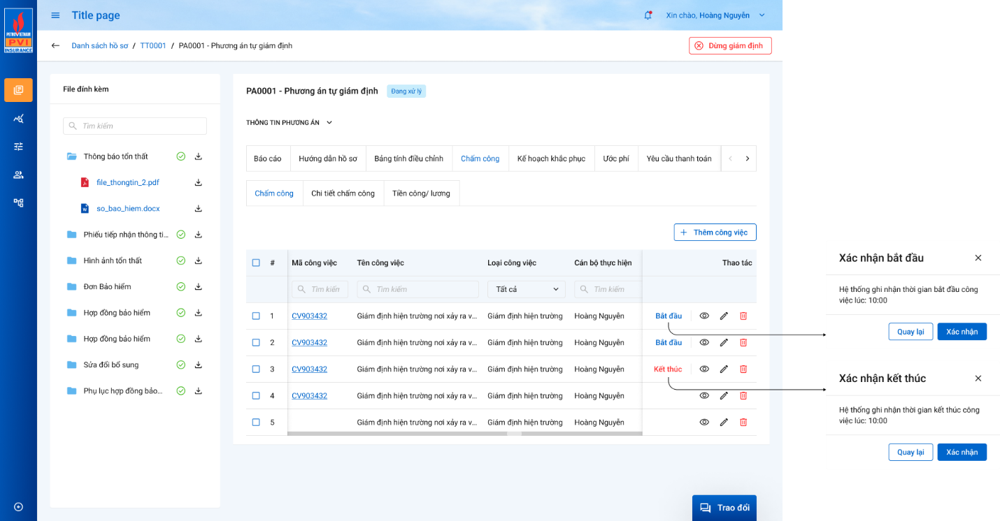 PETROVIETNAM
PVI
INSURANCE
Title page
Xin chào, Hoàng Nguyễn
Danh sách hồ sơ / TT0001 / PA0001 - Phương án tự giám định
Dừng giám định
File đính kèm
Tìm kiếm
Thông báo tổn thất
file_thongtin_2.pdf
so_bao_hiem.docx
Phiếu tiếp nhận thông ti...
Hình ảnh tổn thất
Đơn Bảo hiểm
Hợp đồng bảo hiểm
Hợp đồng bảo hiểm
Sửa đổi bổ sung
Phụ lục hợp đồng bảo...
PA0001 - Phương án tự giám định Đang xử lý
THÔNG TIN PHƯƠNG ÁN
Báo cáo Hướng dẫn hồ sơ Bảng tính điều chỉnh Chấm công Kế hoạch khắc phục Ước phí Yêu cầu thanh toán
Chấm công Chi tiết chấm công Tiền công/ lương
Thêm công việc
# Mã công việc Tên công việc Loại công việc Cán bộ thực hiện Thao tác
Tìm kiến Tìm kiếm Tất cả Tìm kiếm
1 CV903432 Giám định hiện trường nơi xảy ra v... Giám định hiện trường Hoàng Nguyễn Bắt đầu
2 CV903432 Giám định hiện trường nơi xảy ra v... Giám định hiện trường Hoàng Nguyễn Bắt đầu
3 CV903432 Giám định hiện trường nơi xảy ra v... Giám định hiện trường Hoàng Nguyễn Kết thúc
4 CV903432 Giám định hiện trường nơi xảy ra v... Giám định hiện trường Hoàng Nguyễn
5 Giám định hiện trường nơi xảy ra v... Giám định hiện trường Hoàng Nguyễn
Trao đổi
Xác nhận bắt đầu
Hệ thống ghi nhận thời gian bắt đầu công
việc lúc: 10:00
Quay lại Xác nhận
Xác nhận kết thúc
Hệ thống ghi nhận thời gian kết thúc công
việc lúc: 10:00
Quay lại Xác nhận